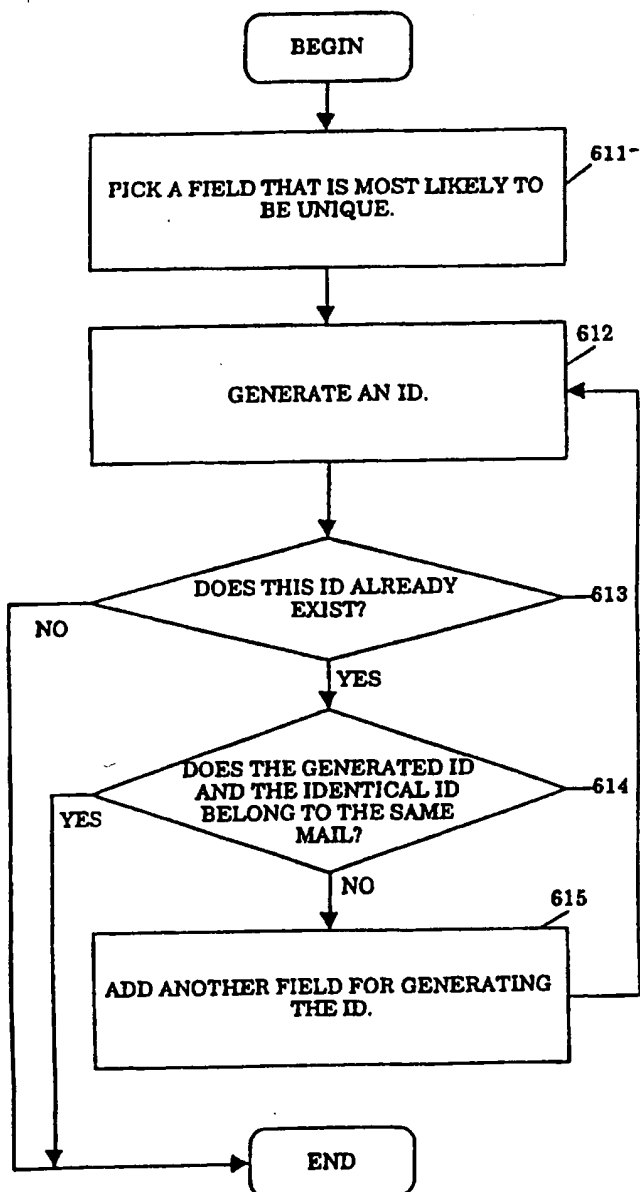 BEGIN
611
PICK A FIELD THAT IS MOST LIKELY TO
BE UNIQUE.
612
GENERATE AN ID.
DOES THIS ID ALREADY
EXIST?
613
NO
YES
DOES THE GENERATED ID
AND THE IDENTICAL ID
BELONG TO THE SAME
MAIL?
614
YES
NO
615
ADD ANOTHER FIELD FOR GENERATING
THE ID.
END